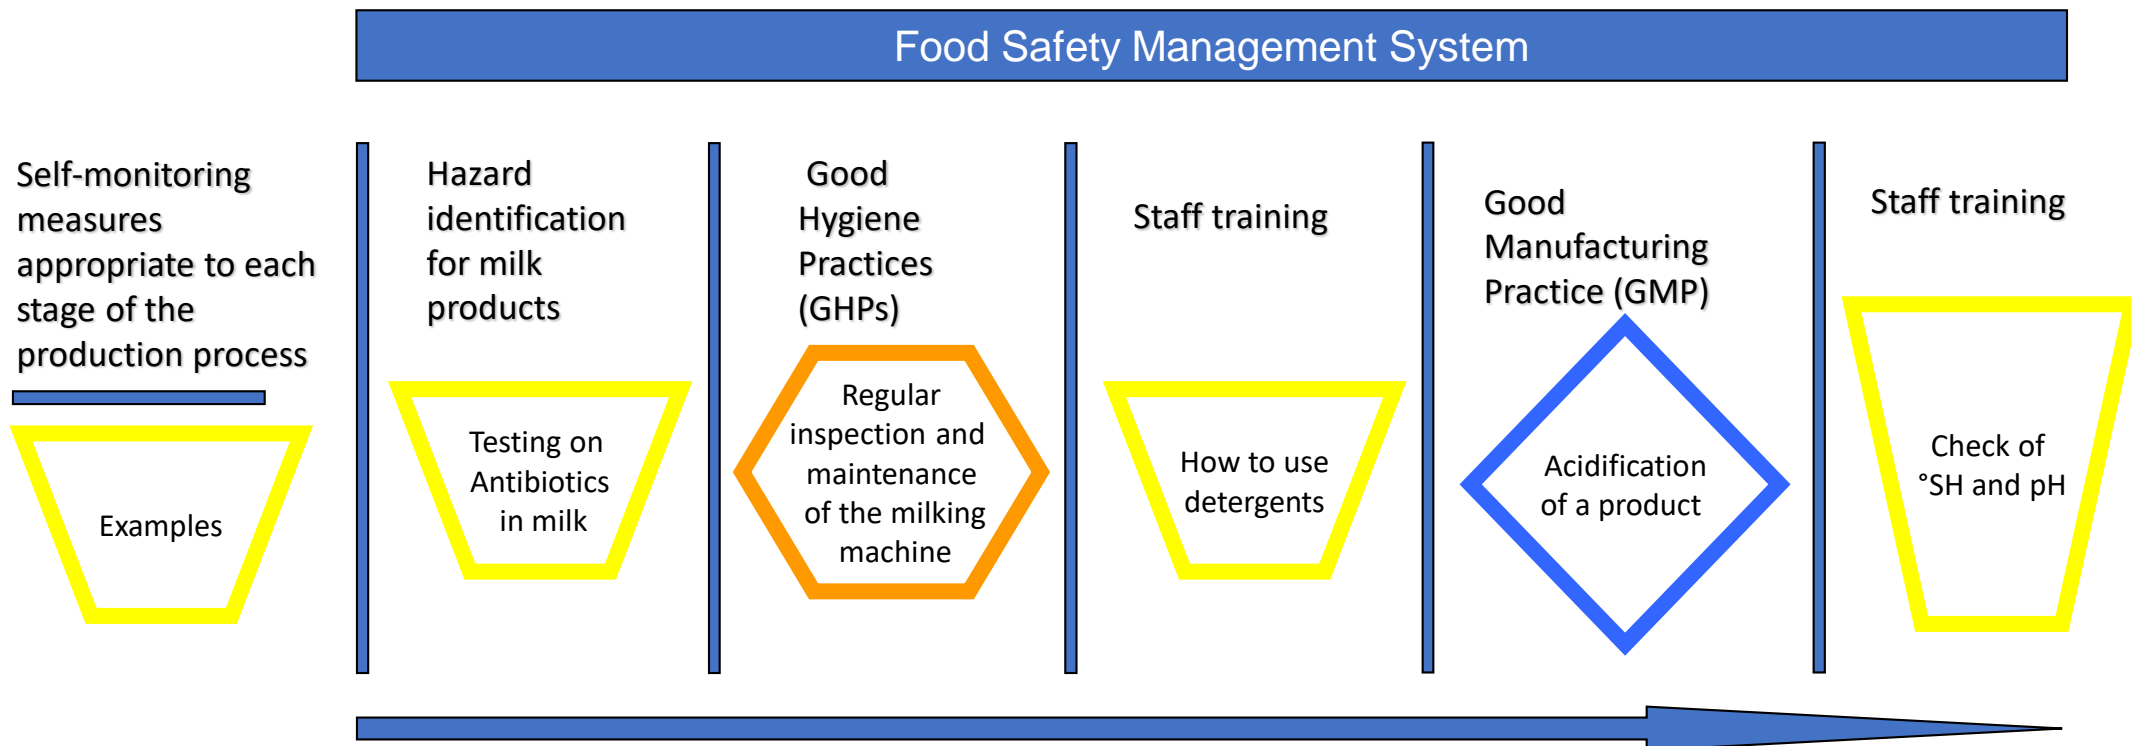 Food Safety Management System
Self-monitoring
measures
appropriate to each
stage of the
production process
Examples
Hazard
identification
for milk
products
Testing on
Antibiotics
in milk
Good
Hygiene
Practices
(GHPs)
Regular
inspection and
maintenance
of the milking
machine
Staff training
How to use
detergents
Good
Manufacturing
Practice (GMP)
Acidification
of a product
Staff training
Check of
°SH and pH